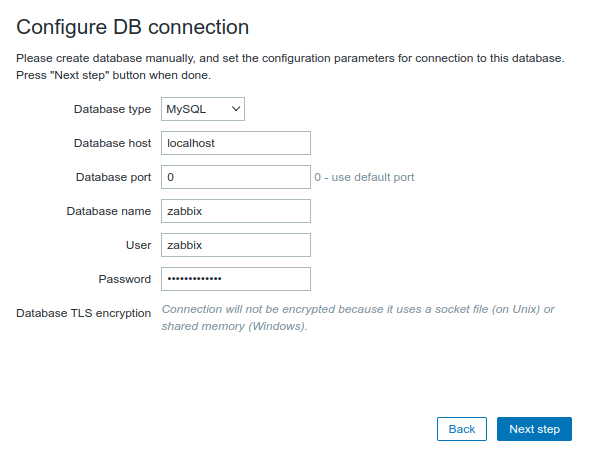 Configure DB connection
Please create database manually, and set the configuration parameters for connection to this database.
Press "Next step" button when done.
Database type MySQL
Database host localhost
Database port 0 0 - use default port
Database name zabbix
User zabbix
Password •••••••••••••
Database TLS encryption Connection will not be encrypted because it uses a socket file (on Unix) or
shared memory (Windows).
Back Next step